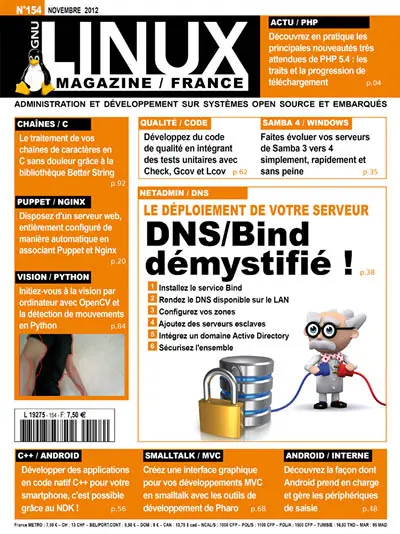 N°154 NOVEMBRE 2012
GNU
LINUX
MAGAZINE / FRANCE
ACTU / PHP
Découvrez en pratique les
principales nouveautés très
attendues de PHP 5.4 : les
traits et la progression de
téléchargement p.04
ADMINISTRATION ET DÉVELOPPEMENT SUR SYSTÈMES OPEN SOURCE ET EMBARQUÉS
CHAÎNES / C
Le traitement de vos
chaînes de caractères en
C sans douleur grâce à la
bibliothèque Better String
p.92
QUALITÉ / CODE
Développez du code
de qualité en intégrant
des tests unitaires avec
Check, Gcov et Lcov p.62
SAMBA 4 / WINDOWS
Faites évoluer vos serveurs
de Samba 3 vers 4
simplement, rapidement et
sans peine p.35
PUPPET / NGINX
Disposez d'un serveur web,
entièrement configuré de
manière automatique en
associant Puppet et Nginx
p.20
NETADMIN / DNS
LE DÉPLOIEMENT DE VOTRE SERVEUR
DNS/Bind
démystifié ! p.38
1 Installez le service Bind
2 Rendez le DNS disponible sur le LAN
3 Configurez vos zones
4 Ajoutez des serveurs esclaves
5 Intégrez un domaine Active Directory
6 Sécurisez l'ensemble
VISION / PYTHON
Initiez-vous à la vision par
ordinateur avec OpenCV et
la détection de mouvements
en Python p.84
L 19275 - 154 - F: 7,50 €
C++ / ANDROID
Développer des applications
en code natif C++ pour votre
smartphone, c'est possible
grâce au NDK ! p.56
SMALLTALK / MVC
Créez une interface graphique
pour vos développements MVC
en smalltalk avec les outils de
développement de Pharo p.68
ANDROID / INTERNE
Découvrez la façon dont
Android prend en charge
et gère les périphériques
de saisie p.48